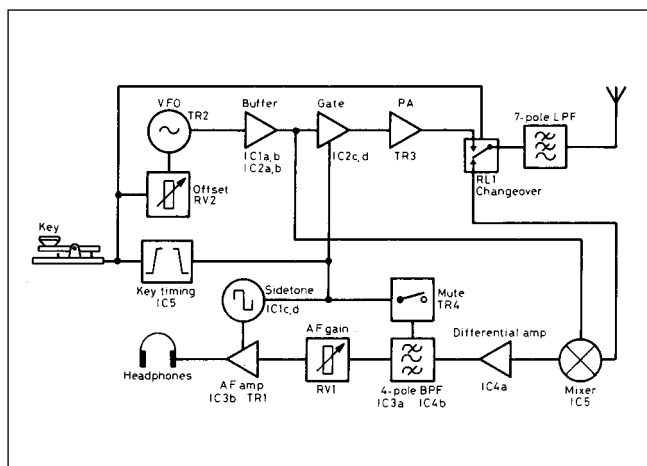 VFO
TR2
Buffer
IC1a,b
IC2a,b
Gate
IC2c,d
PA
TR3
7-pole LPF
RL1
Changeover
Offset
RV2
Key
Key timing
IC5
Sidetone
IC1c,d
Mute
TR4
Headphones
AF amp
IC3b TR1
AF gain
RV1
4-pole BPF
IC3a IC4b
Differential amp
IC4a
Mixer
IC5